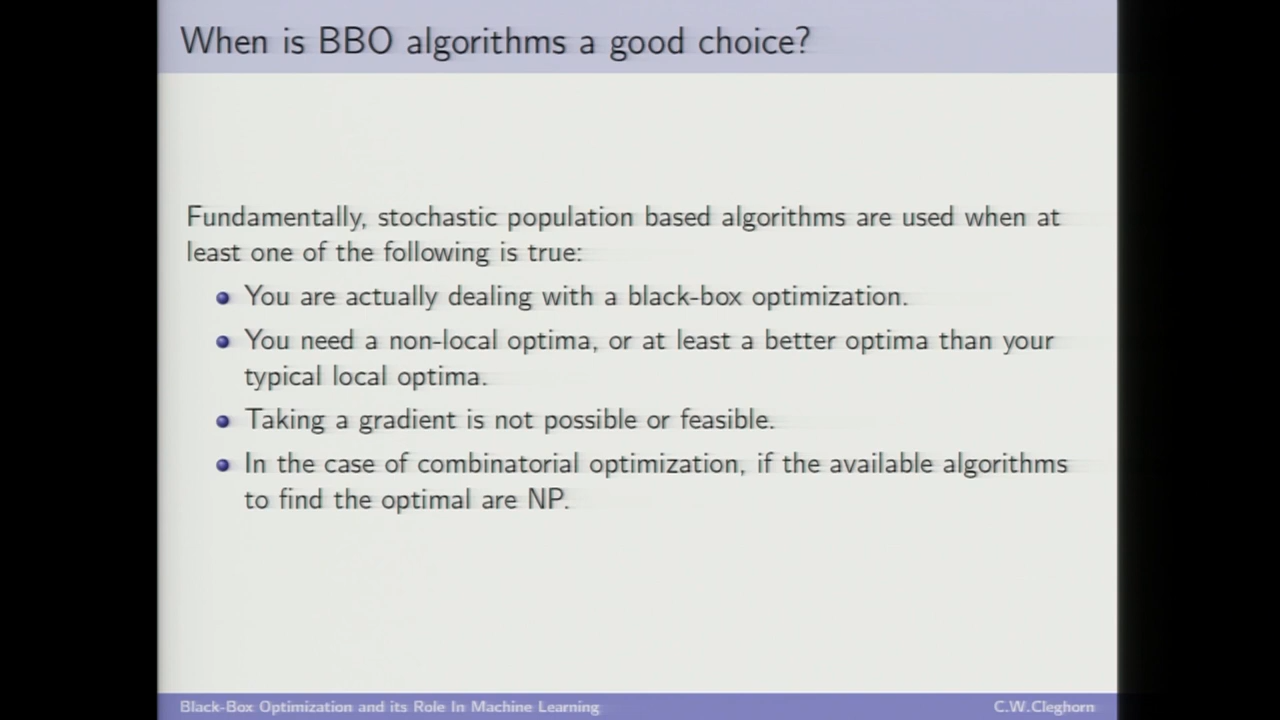 When is BBO algorithms a good choice?
Fundamentally, stochastic population based algorithms are used when at
least one of the following is true:
You are actually dealing with a black-box optimization.
You need a non-local optima, or at least a better optima than your
typical local optima.
Taking a gradient is not possible or feasible.
In the case of combinatorial optimization, if the available algorithms
to find the optimal are NP.
Black-Box Optimization and its Role In Machine Learning
C.W.Cleghorn